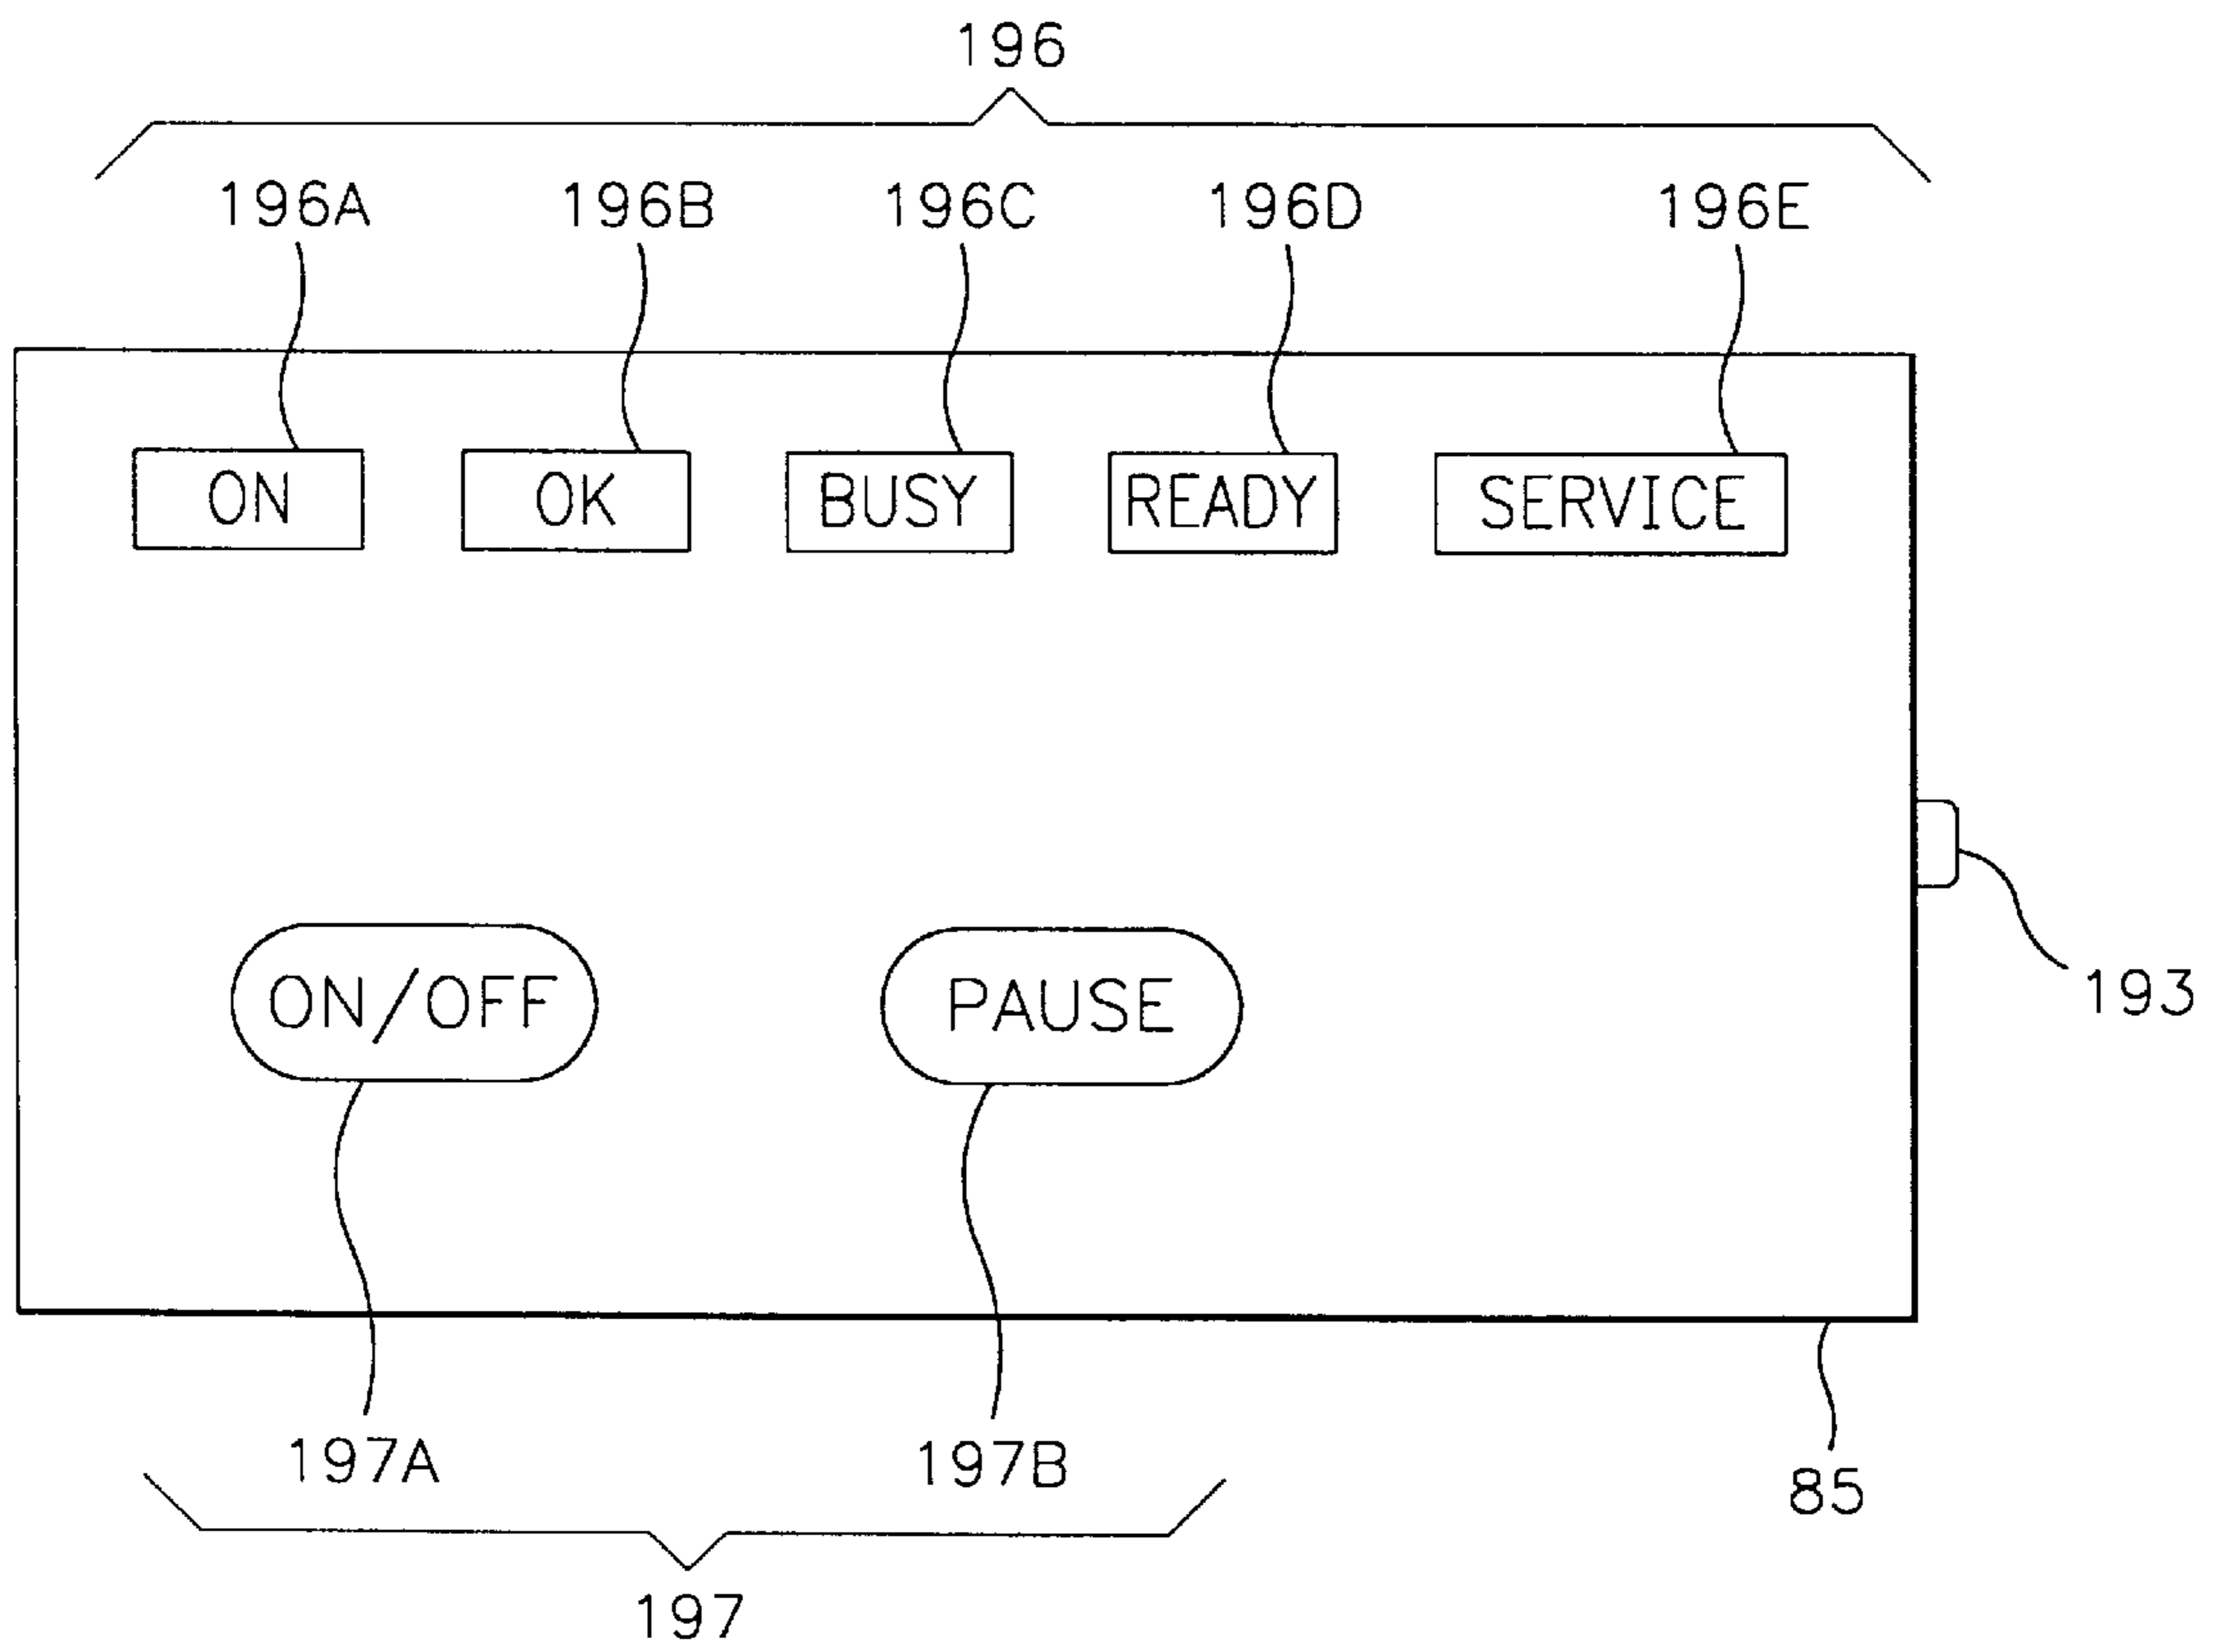 196
196A 196B 196C 196D 196E
ON OK BUSY READY SERVICE
ON/OFF PAUSE
193
197A 197B
85
197